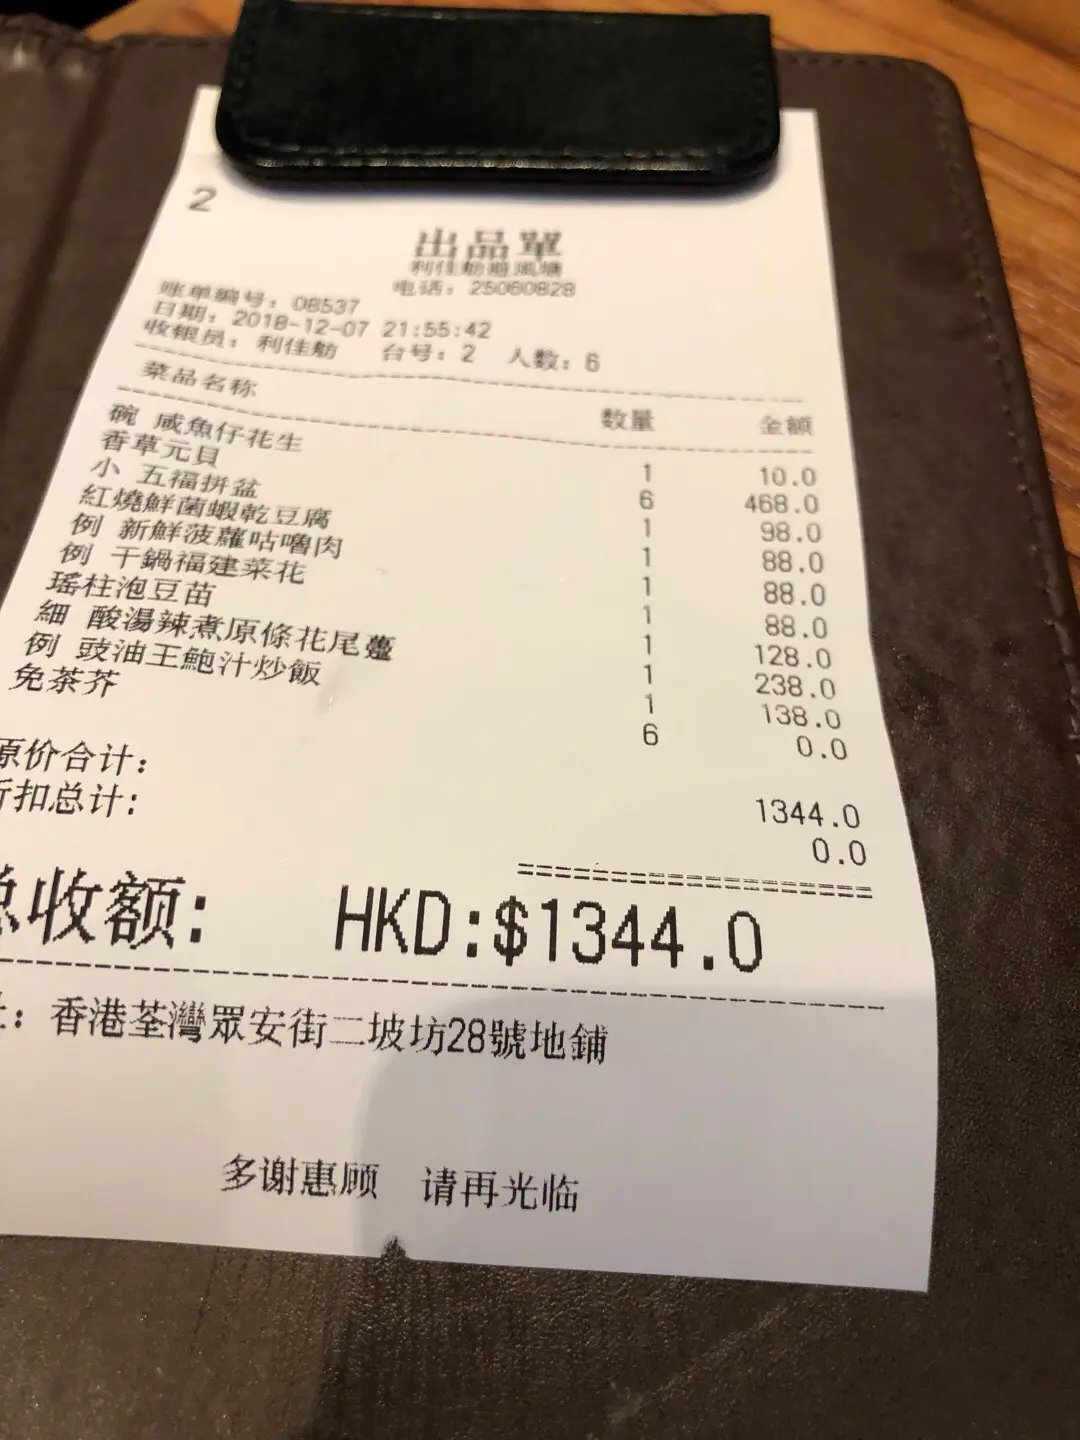 2
出品單
利佳舫避風塘
电话：25060828
账单编号：08537
日期：2018-12-07 21:55:42
收银员：利佳舫 台号：2 人数：6
菜品名称 数量 金额
碗 咸魚仔花生 1 10.0
香草元貝 6 468.0
小 五福拼盆 1 98.0
紅燒鮮菌蝦乾豆腐 1 88.0
例 新鮮菠蘿咕嚕肉 1 88.0
例 干鍋福建菜花 1 88.0
瑤柱泡豆苗 1 128.0
細 酸湯辣煮原條花尾躉 1 238.0
例 豉油王鮑汁炒飯 1 138.0
免茶芥 6 0.0
原价合计： 1344.0
折扣总计： 0.0
总收额： HKD:$1344.0
址：香港荃灣眾安街二坡坊28號地鋪
多谢惠顾 请再光临